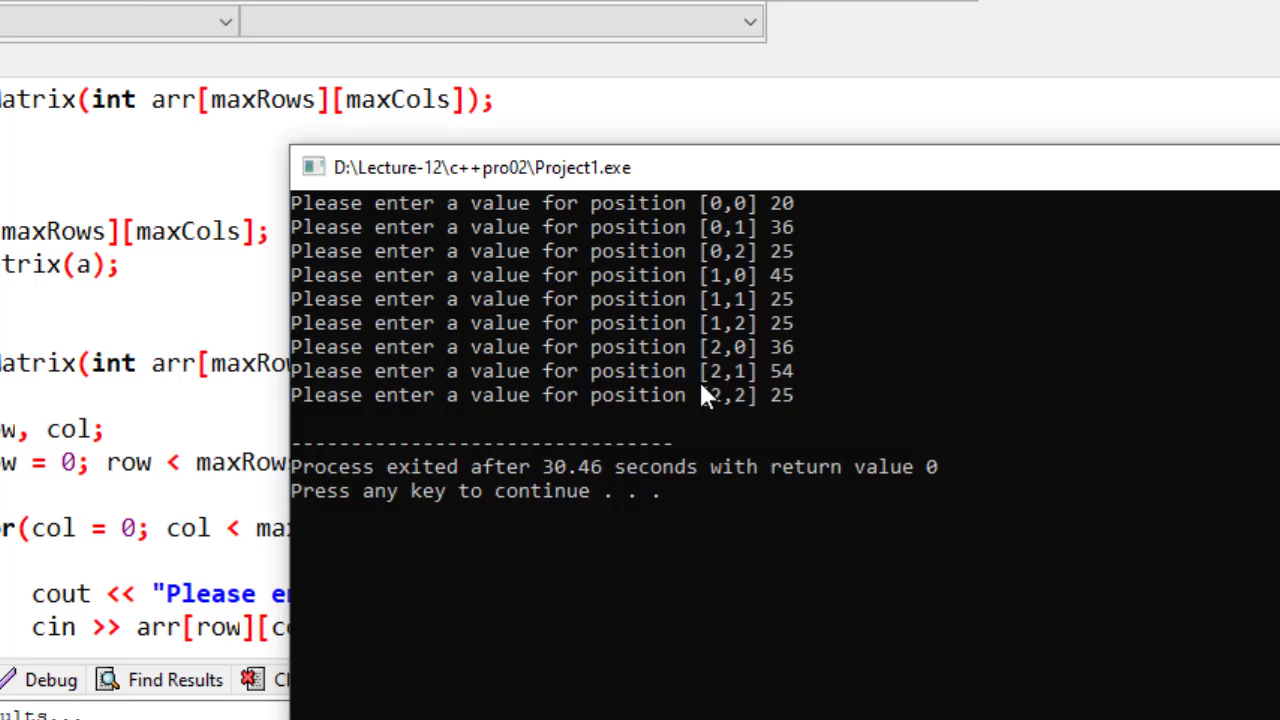 atrix(int arr[maxRows][maxCols]);
maxRows][maxCols];
trix(a);
atrix(int arr[maxRo
w, col;
w = 0; row < maxRow
r(col = 0; col < ma
cout << "Please e
cin >> arr[row][c
Debug
Find Results
Cl
ults...
D:\Lecture-12\c++pro02\Project1.exe
Please enter a value for position [0,0] 20
Please enter a value for position [0,1] 36
Please enter a value for position [0,2] 25
Please enter a value for position [1,0] 45
Please enter a value for position [1,1] 25
Please enter a value for position [1,2] 25
Please enter a value for position [2,0] 36
Please enter a value for position [2,1] 54
Please enter a value for position [2,2] 25
--------------------------------
Process exited after 30.46 seconds with return value 0
Press any key to continue . . .